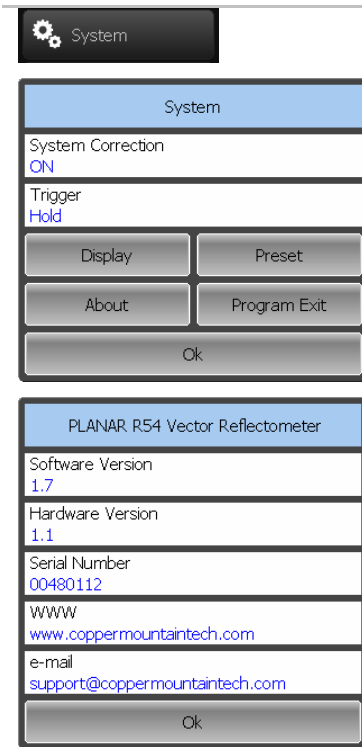 System
System
System Correction
ON
Trigger
Hold
Display Preset
About Program Exit
Ok
PLANAR R54 Vector Reflectometer
Software Version
1.7
Hardware Version
1.1
Serial Number
00480112
WWW
www.coppermountaintech.com
e-mail
support@coppermountaintech.com
Ok